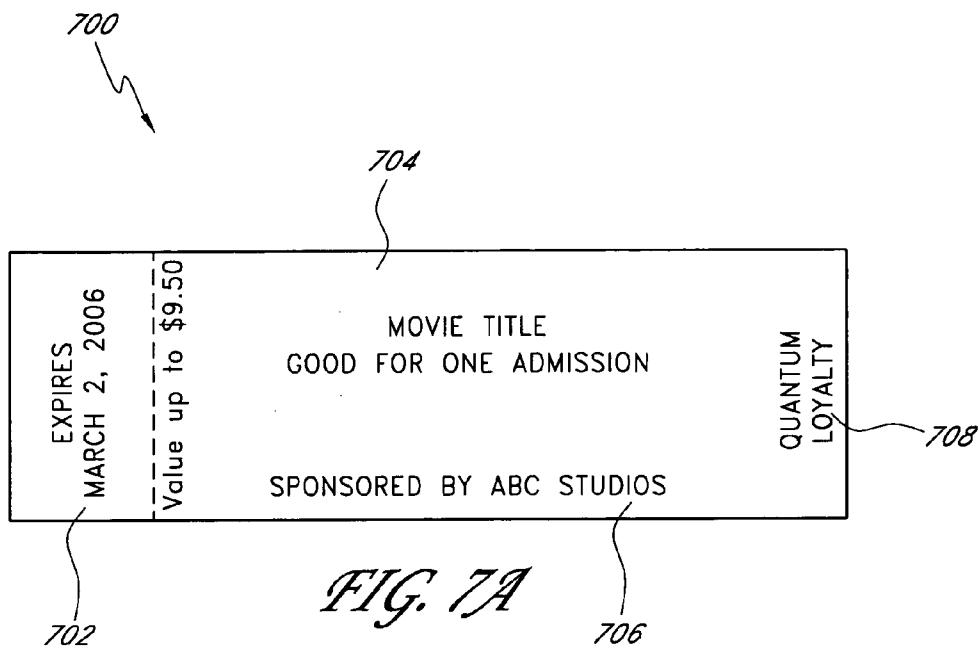 700
704
EXPIRES
MARCH 2, 2006
Value up to $9.50
MOVIE TITLE
GOOD FOR ONE ADMISSION
SPONSORED BY ABC STUDIOS
QUANTUM
LOYALTY
708
702
706
FIG. 7A